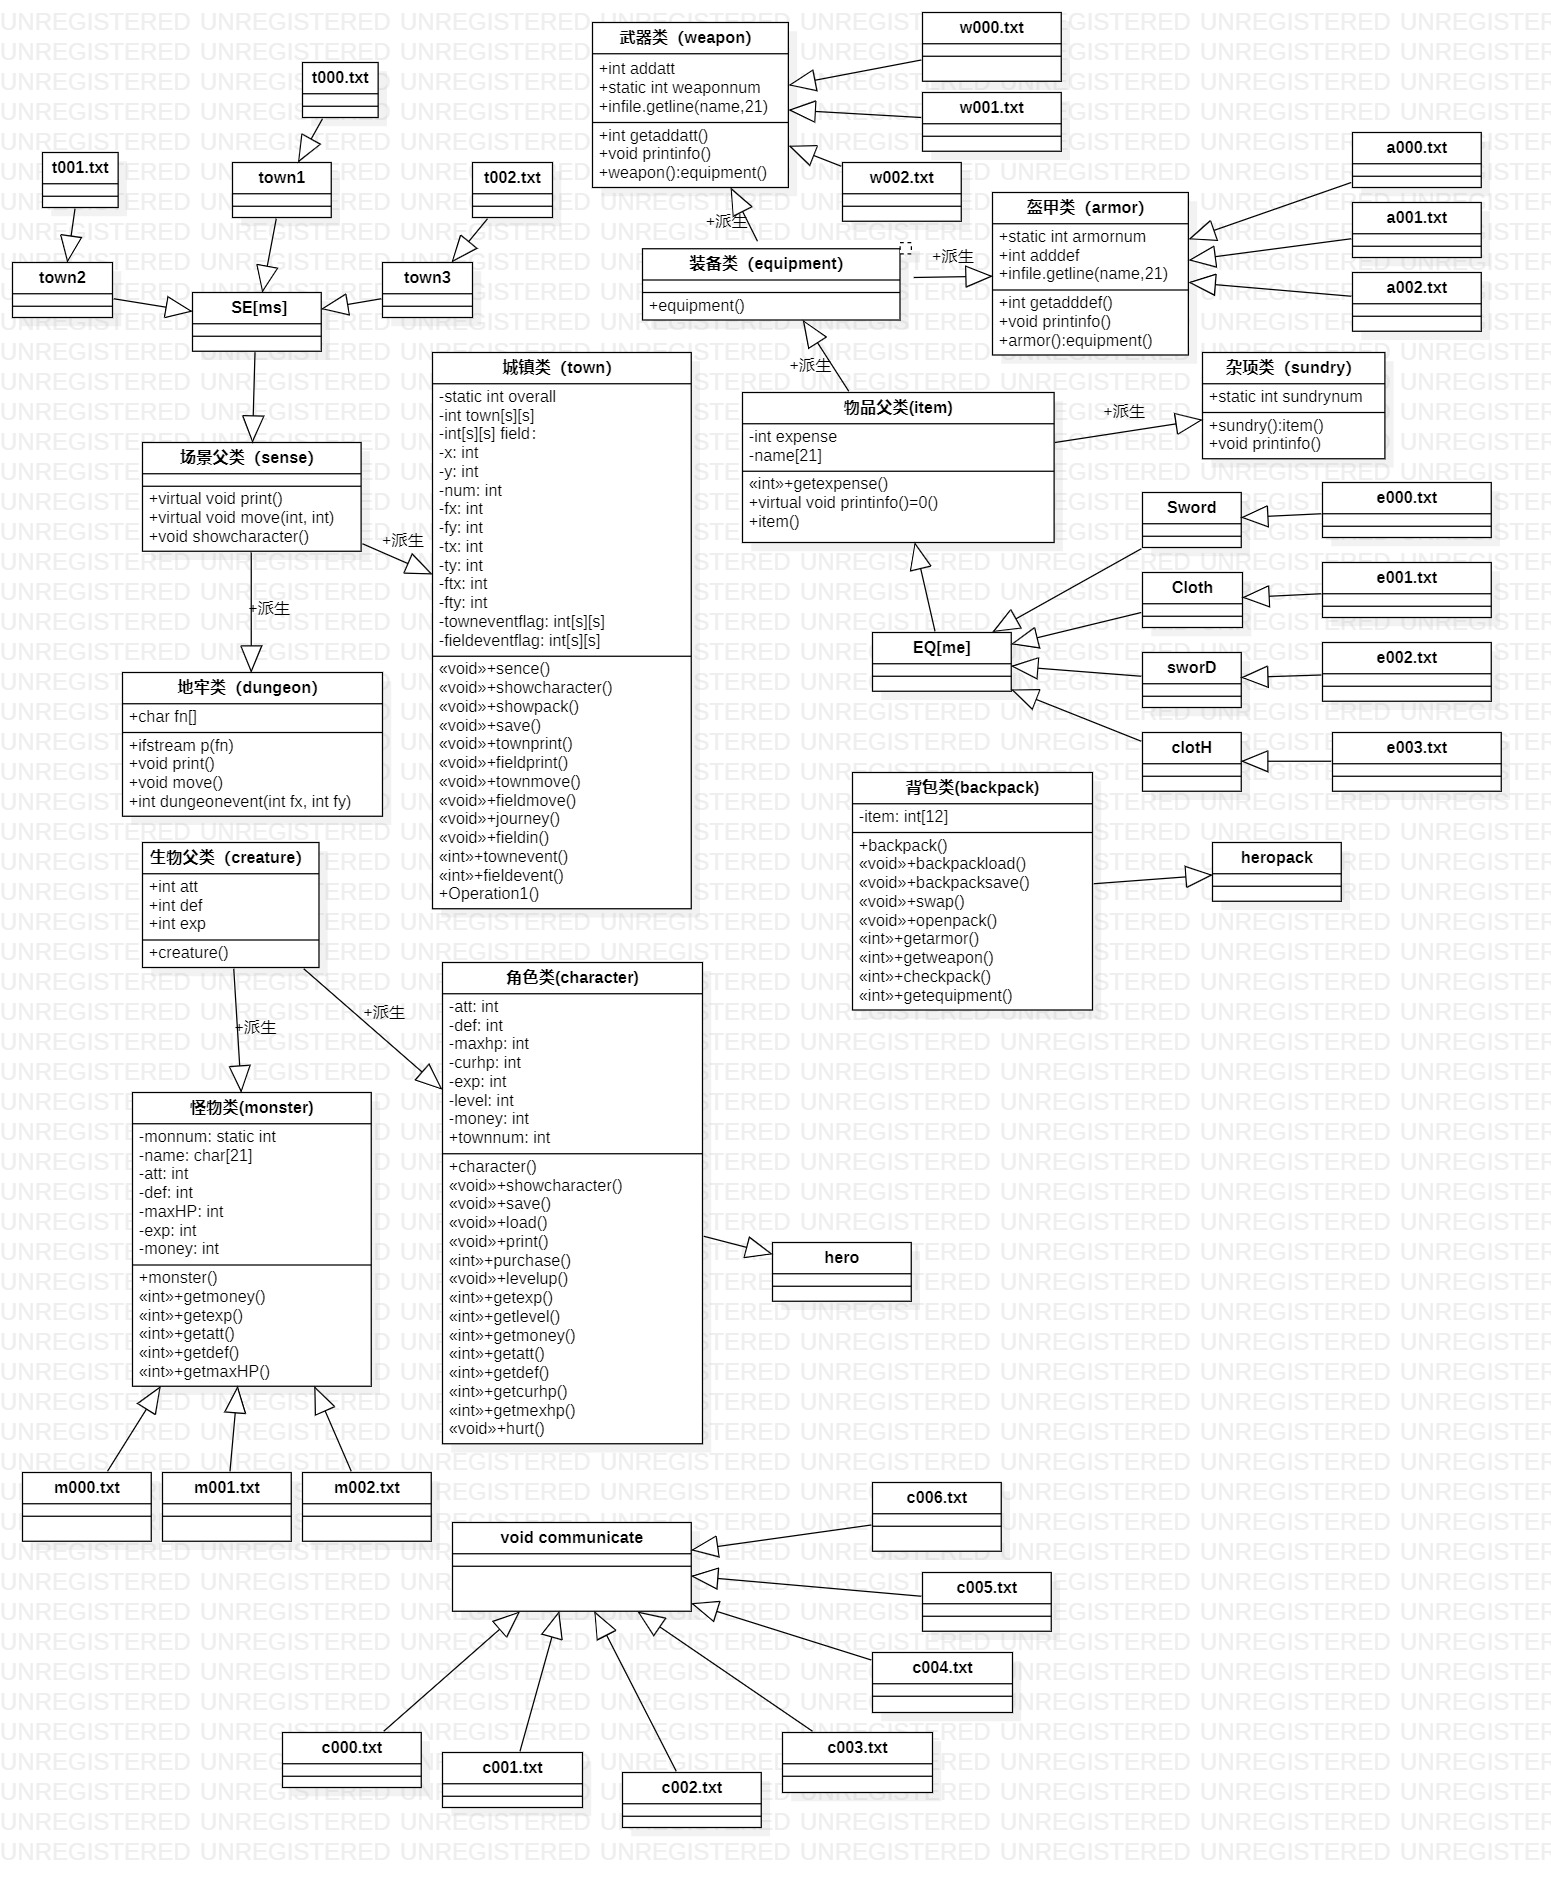 t000.txt
t001.txt
town1
t002.txt
town2
town3
SE[ms]
场景父类（sense)
+virtual void print()
+virtual void move(int, int)
+void showcharacter()
+派生
+派生
地牢类（dungeon)
+char fn[]
+ifstream p(fn)
+void print()
+void move()
+int dungeonevent(int fx, int fy)
城镇类（town)
-static int overall
-int town[s][s]
-int[s][s] field：
-x: int
-y: int
-num: int
-fx: int
-fy: int
-tx: int
-ty: int
-ftx: int
-fty: int
-towneventflag: int[s][s]
-fieldeventflag: int[s][s]
«void»+sence()
«void»+showcharacter()
«void»+showpack()
«void»+save()
«void»+townprint()
«void»+fieldprint()
«void»+townmove()
«void»+fieldmove()
«void»+journey()
«void»+fieldin()
«int»+townevent()
«int»+fieldevent()
+Operation1()
武器类（weapon)
+int addatt
+static int weaponnum
+infile.getline(name,21)
+int getaddatt()
+void printinfo()
+weapon():equipment()
w000.txt
w001.txt
w002.txt
+派生
装备类（equipment)
+equipment()
+派生
盔甲类（armor)
+static int armornum
+int adddef
+infile.getline(name,21)
+int getadddef()
+void printinfo()
+armor():equipment()
a000.txt
a001.txt
a002.txt
+派生
物品父类(item)
-int expense
-name[21]
«int»+getexpense()
+virtual void printinfo()=0()
+item()
+派生
杂项类（sundry)
+static int sundrynum
+sundry():item()
+void printinfo()
EQ[me]
Sword
e000.txt
Cloth
e001.txt
sworD
e002.txt
clotH
e003.txt
背包类(backpack)
-item: int[12]
+backpack()
«void»+backpackload()
«void»+backpacksave()
«void»+swap()
«void»+openpack()
«int»+getarmor()
«int»+getweapon()
«int»+checkpack()
«int»+getequipment()
heropack
生物父类（creature)
+int att
+int def
+int exp
+creature()
+派生
+派生
怪物类(monster)
-monnum: static int
-name: char[21]
-att: int
-def: int
-maxHP: int
-exp: int
-money: int
+monster()
«int»+getmoney()
«int»+getexp()
«int»+getatt()
«int»+getdef()
«int»+getmaxHP()
m000.txt
m001.txt
m002.txt
角色类(character)
-att: int
-def: int
-maxhp: int
-curhp: int
-exp: int
-level: int
-money: int
+townnum: int
+character()
«void»+showcharacter()
«void»+save()
«void»+load()
«void»+print()
«int»+purchase()
«void»+levelup()
«int»+getexp()
«int»+getlevel()
«int»+getmoney()
«int»+getatt()
«int»+getdef()
«int»+getcurhp()
«int»+getmexhp()
«void»+hurt()
hero
void communicate
c006.txt
c005.txt
c004.txt
c003.txt
c000.txt
c001.txt
c002.txt
UNREGISTERED